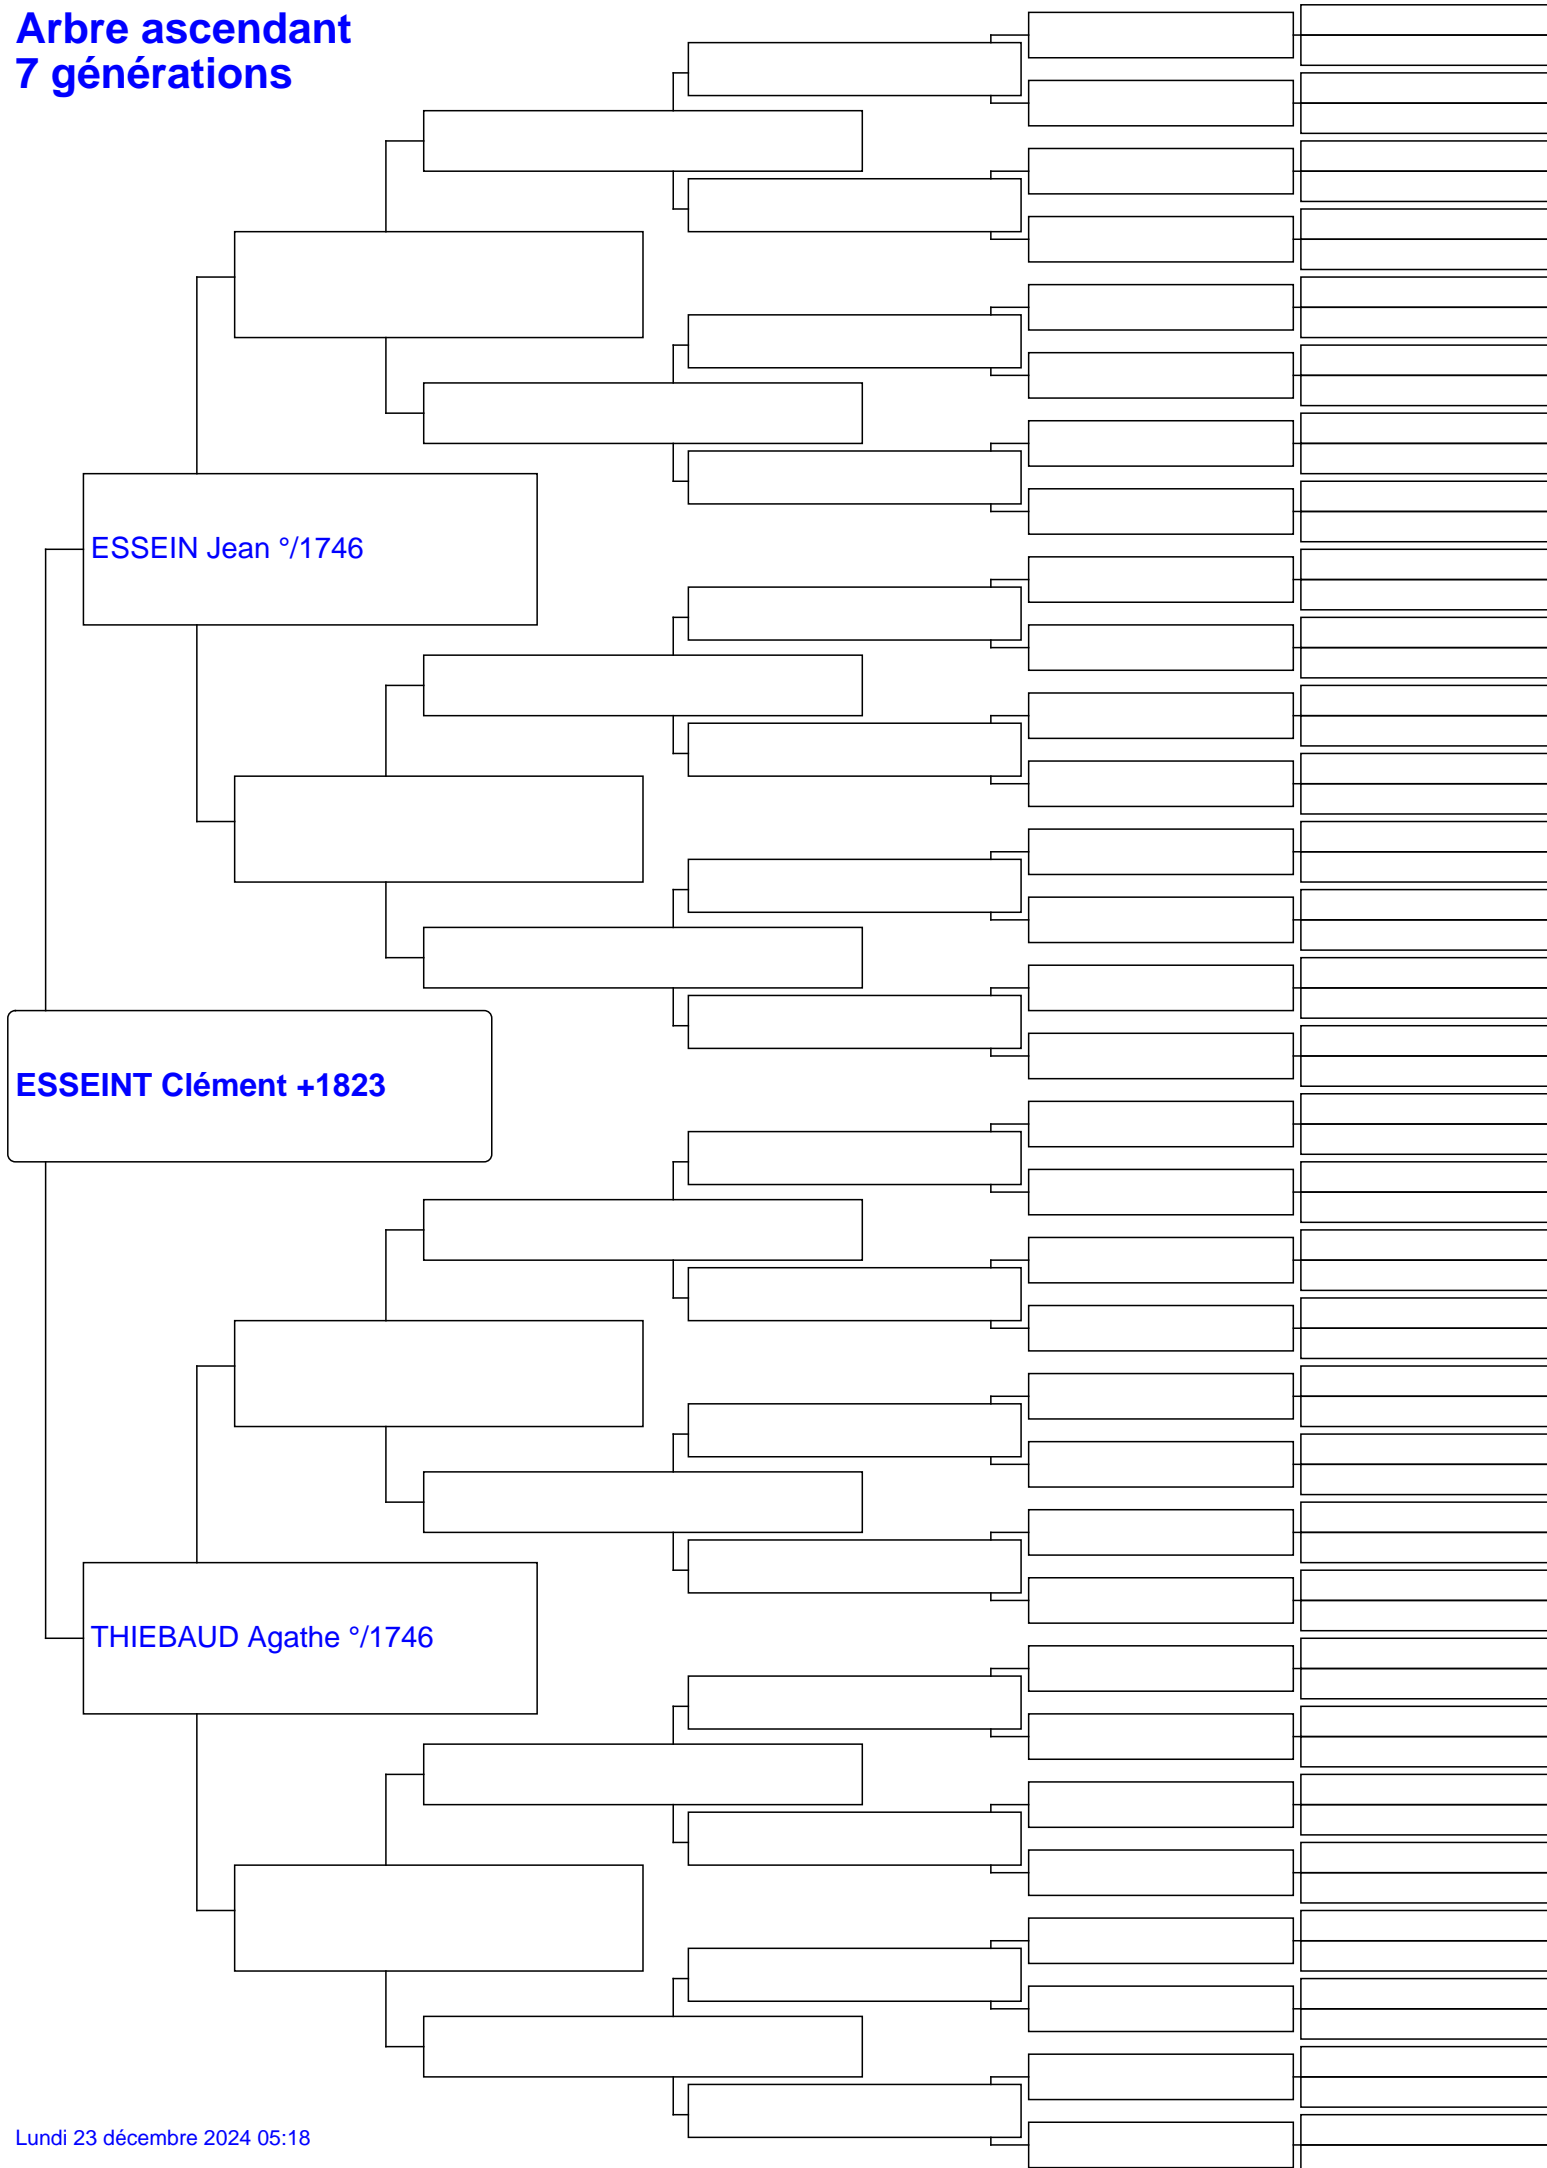 Arbre ascendant
7 générations
ESSEIN Jean °/1746
ESSEINT Clément +1823
THIEBAUD Agathe °/1746
Lundi 23 décembre 2024 05:18